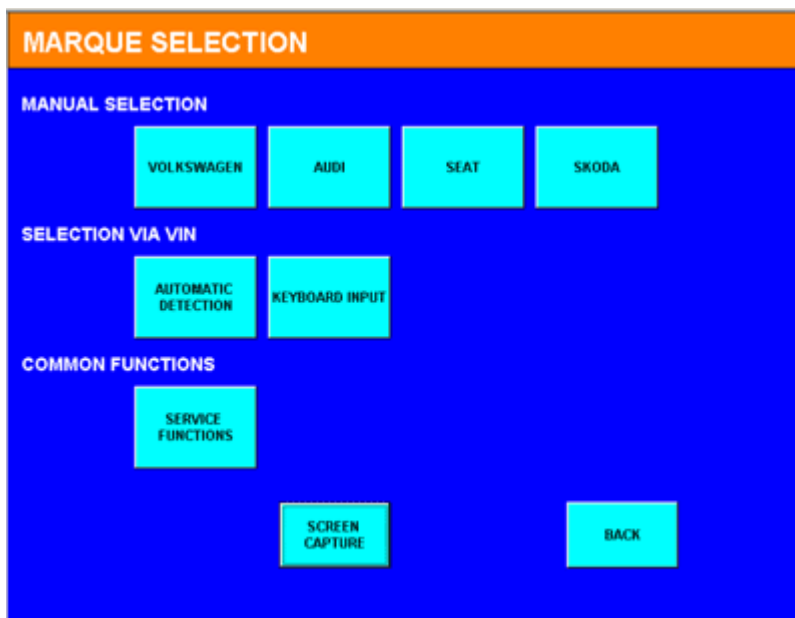 MARQUE SELECTION
MANUAL SELECTION
VOLKSWAGEN
AUDI
SEAT
SKODA
SELECTION VIA VIN
AUTOMATIC
DETECTION
KEYBOARD INPUT
COMMON FUNCTIONS
SERVICE
FUNCTIONS
SCREEN
CAPTURE
BACK